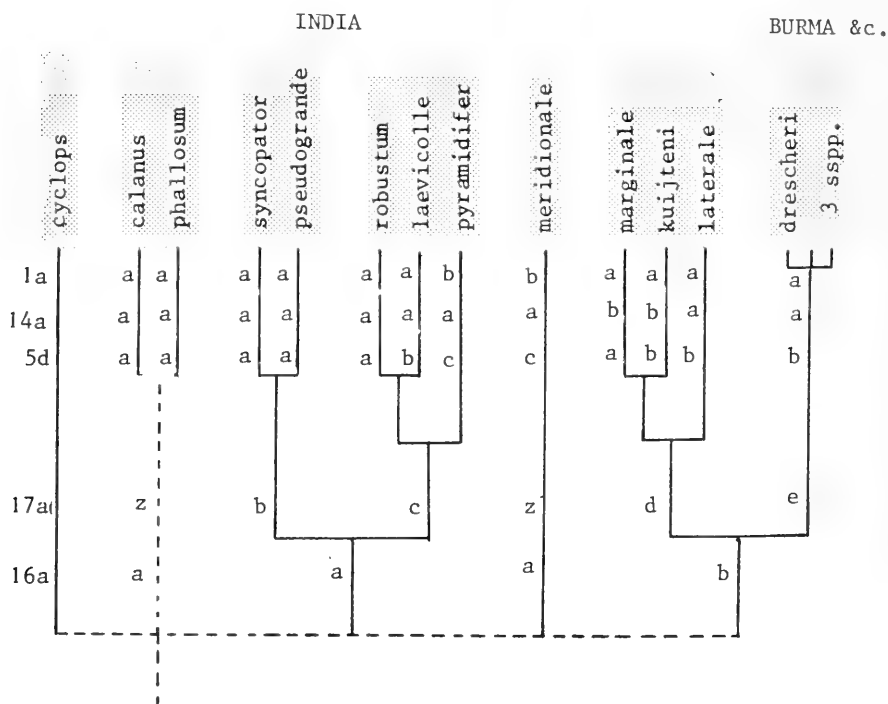 INDIA
BURMA &c.
cyclops
calanus
phallosum
syncopator
pseudogrande
robustum
laevicolle
pyramidifer
meridionale
marginale
kuijteni
laterale
drescheri
3 sspp.
1a a a a a a a b b a a a a
14a a a a a a a a a b b a a
5d a a a a a b c c a b b b
17a z b c z d e
16a a a a b